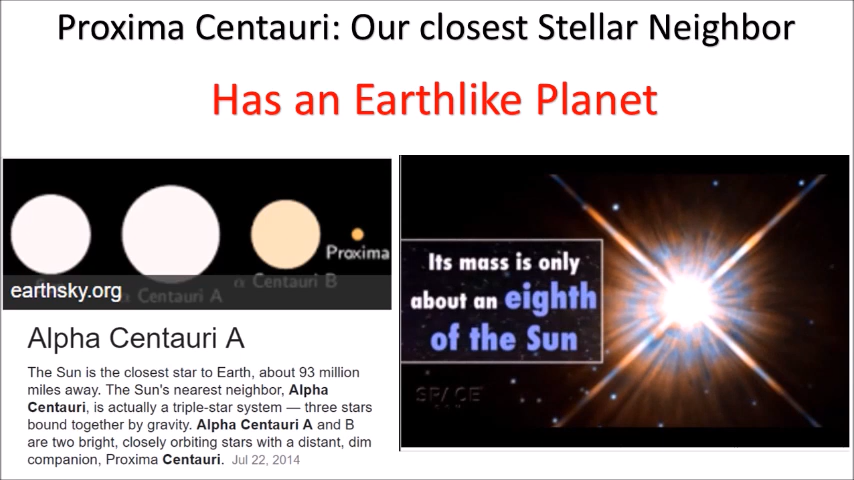 Proxima Centauri: Our closest Stellar Neighbor
Has an Earthlike Planet
Proxima
α Centauri B
Centauri A
earthsky.org
Alpha Centauri A
The Sun is the closest star to Earth, about 93 million
miles away. The Sun's nearest neighbor, Alpha
Centauri, is actually a triple-star system — three stars
bound together by gravity. Alpha Centauri A and B
are two bright, closely orbiting stars with a distant, dim
companion, Proxima Centauri. Jul 22, 2014
Its mass is only
about an eighth
of the Sun
SPACE